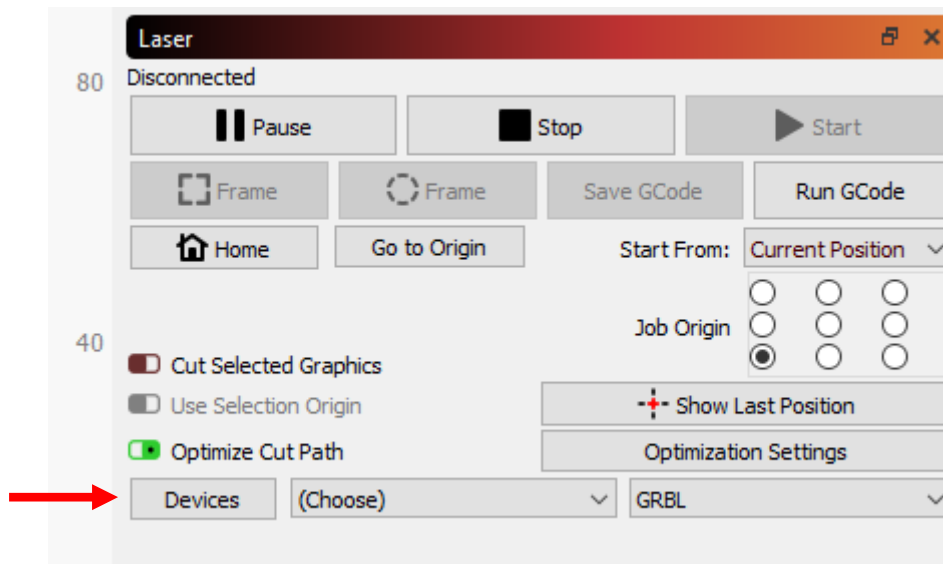 Laser
80
Disconnected
Pause Stop Start
Frame Frame Save GCode Run GCode
Home Go to Origin Start From: Current Position
Job Origin
40
Cut Selected Graphics
Use Selection Origin Show Last Position
Optimize Cut Path Optimization Settings
Devices (Choose) GRBL